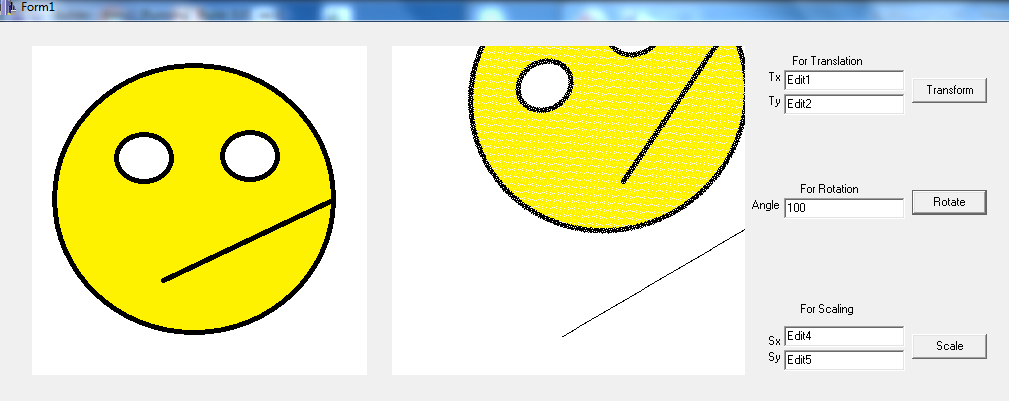 Form1
For Translation
Tx Edit1
Ty Edit2
Transform
For Rotation
Angle 100
Rotate
For Scaling
Sx Edit4
Sy Edit5
Scale